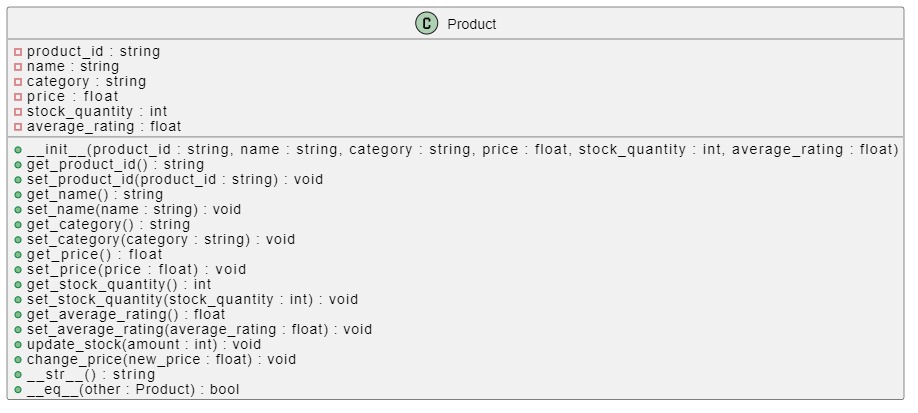 C Product
product_id : string
name : string
category : string
price : float
stock_quantity : int
average_rating : float
__init__(product_id : string, name : string, category : string, price : float, stock_quantity : int, average_rating : float)
get_product_id() : string
set_product_id(product_id : string) : void
get_name() : string
set_name(name : string) : void
get_category() : string
set_category(category : string) : void
get_price() : float
set_price(price : float) : void
get_stock_quantity() : int
set_stock_quantity(stock_quantity : int) : void
get_average_rating() : float
set_average_rating(average_rating : float) : void
update_stock(amount : int) : void
change_price(new_price : float) : void
__str__() : string
__eq__(other : Product) : bool